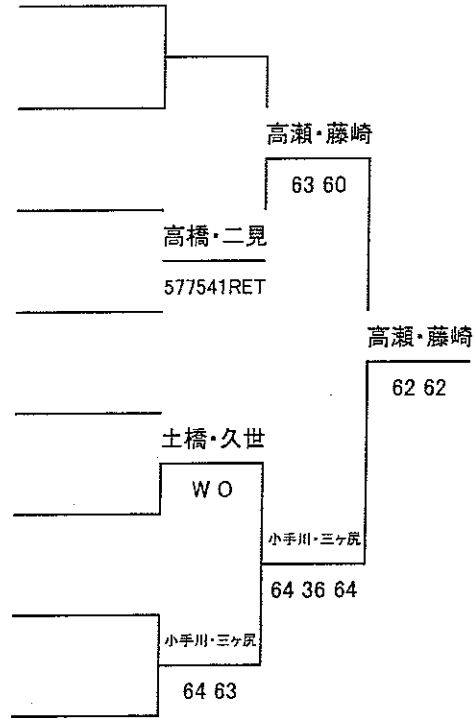 高瀬・藤崎
63 60
高橋・二見
577541RET
高瀬・藤崎
62 62
土橋・久世
W O
小手川・三ヶ尻
64 36 64
小手川・三ヶ尻
64 63